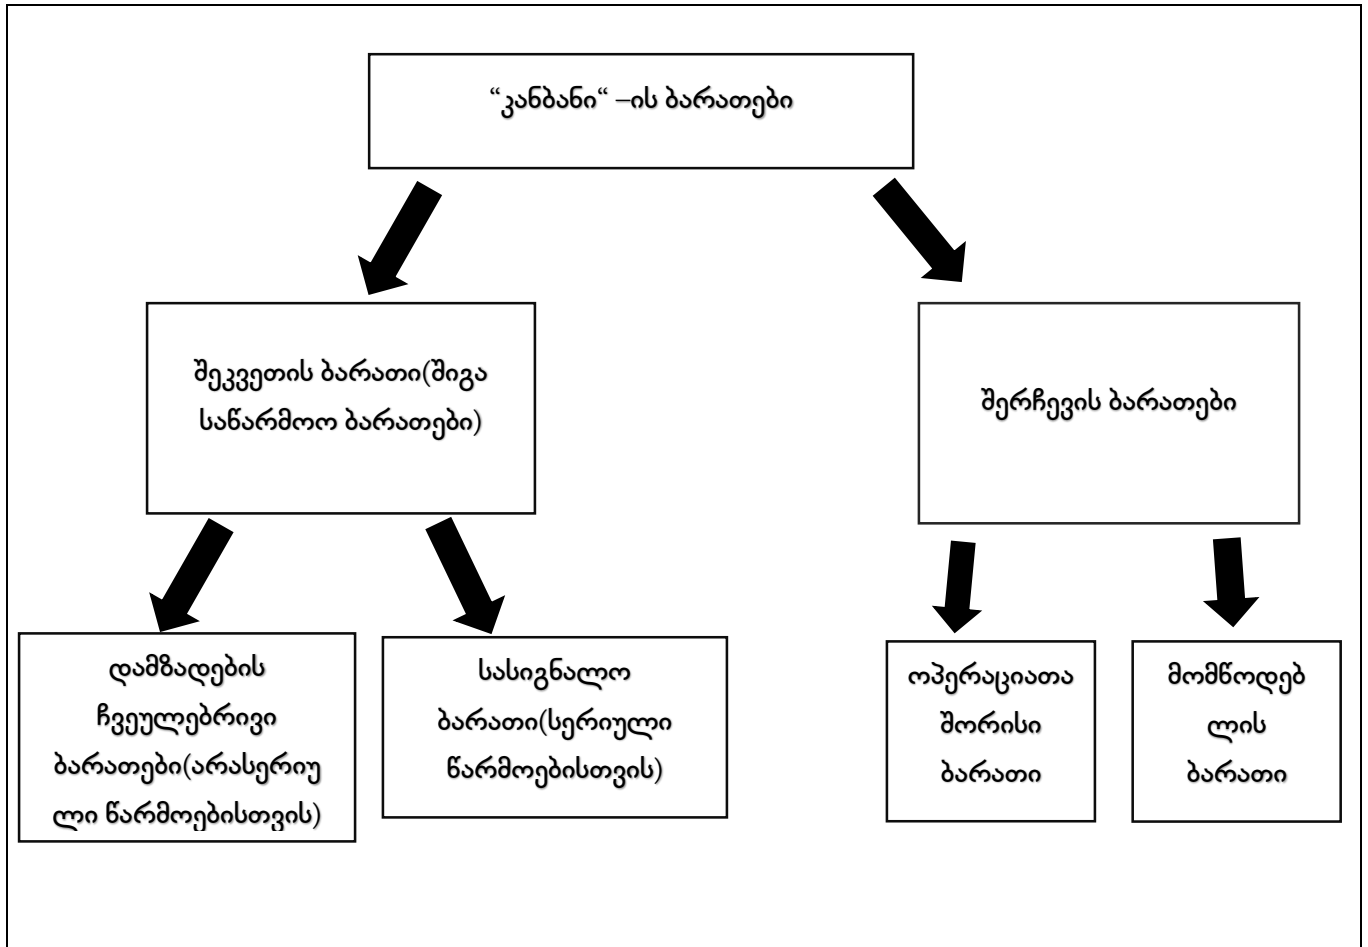 “კანბანი“ –ის ბარათები
შეკვეთის ბარათი(შიგა
საწარმოო ბარათები)
შერჩევის ბარათები
დამზადების
ჩვეულებრივი
ბარათები(არასერიუ
ლი წარმოებისთვის)
სასიგნალო
ბარათი(სერიული
წარმოებისთვის)
ოპერაციათა
შორისი
ბარათი
მომწოდებ
ლის
ბარათი